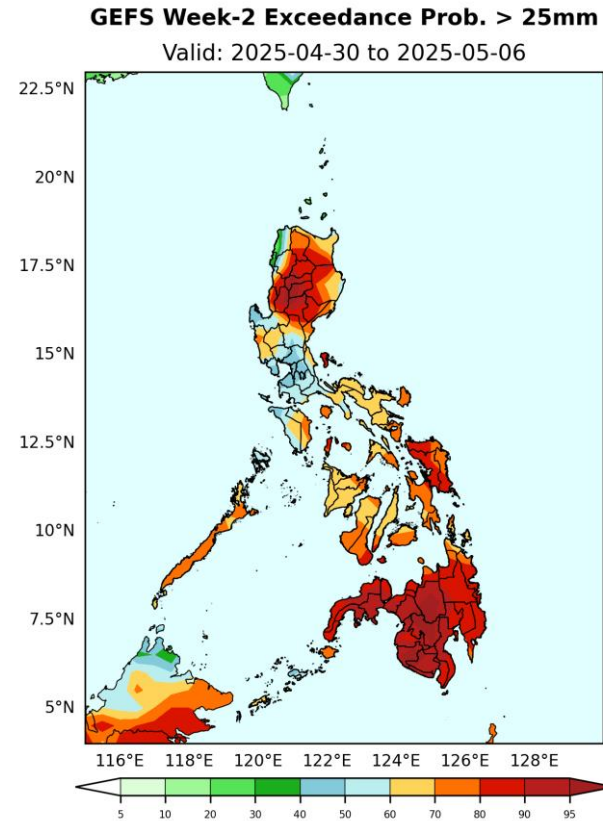 GEFS Week-2 Exceedance Prob. > 25mm
Valid: 2025-04-30 to 2025-05-06
22.5°N
20°N
17.5°N
15°N
12.5°N
10°N
7.5°N
5°N
116°E 118°E 120°E 122°E 124°E 126°E 128°E
5 10 20 30 40 50 60 70 80 90 95